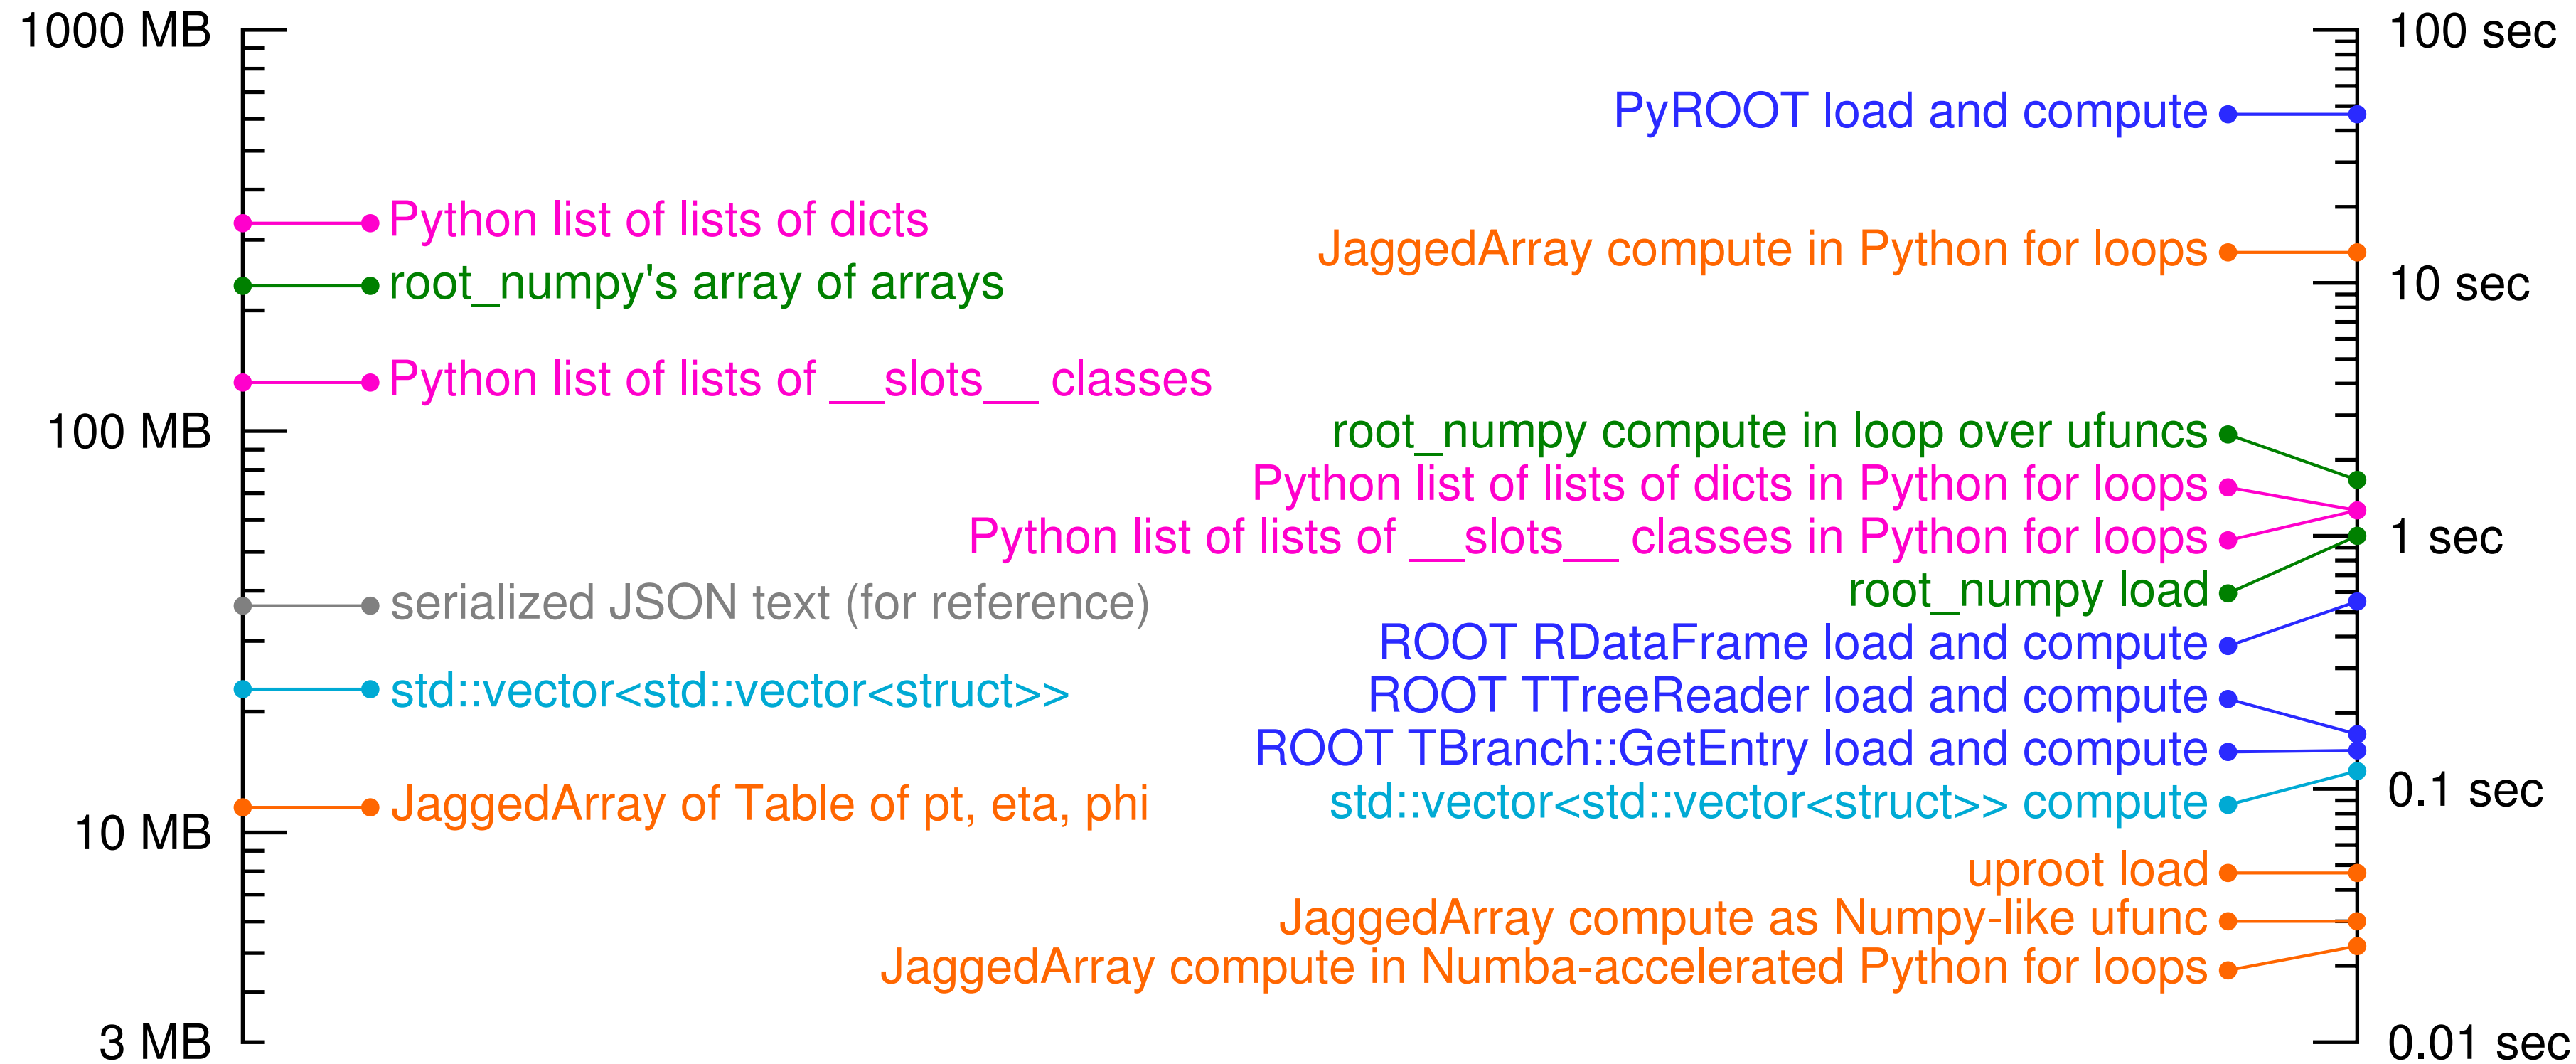 1000 MB
Python list of lists of dicts
root_numpy's array of arrays
Python list of lists of __slots__ classes
100 MB
serialized JSON text (for reference)
std::vector<std::vector<struct>>
JaggedArray of Table of pt, eta, phi
10 MB
3 MB
100 sec
PyROOT load and compute
JaggedArray compute in Python for loops
10 sec
root_numpy compute in loop over ufuncs
Python list of lists of dicts in Python for loops
Python list of lists of __slots__ classes in Python for loops
1 sec
root_numpy load
ROOT RDataFrame load and compute
ROOT TTreeReader load and compute
ROOT TBranch::GetEntry load and compute
0.1 sec
std::vector<std::vector<struct>> compute
uproot load
JaggedArray compute as Numpy-like ufunc
JaggedArray compute in Numba-accelerated Python for loops
0.01 sec